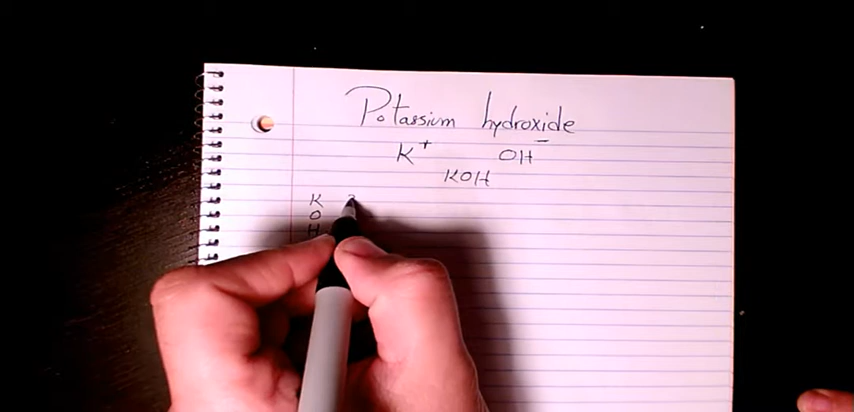 Potassium hydroxide
K⁺ OH⁻
KOH
K
O
H